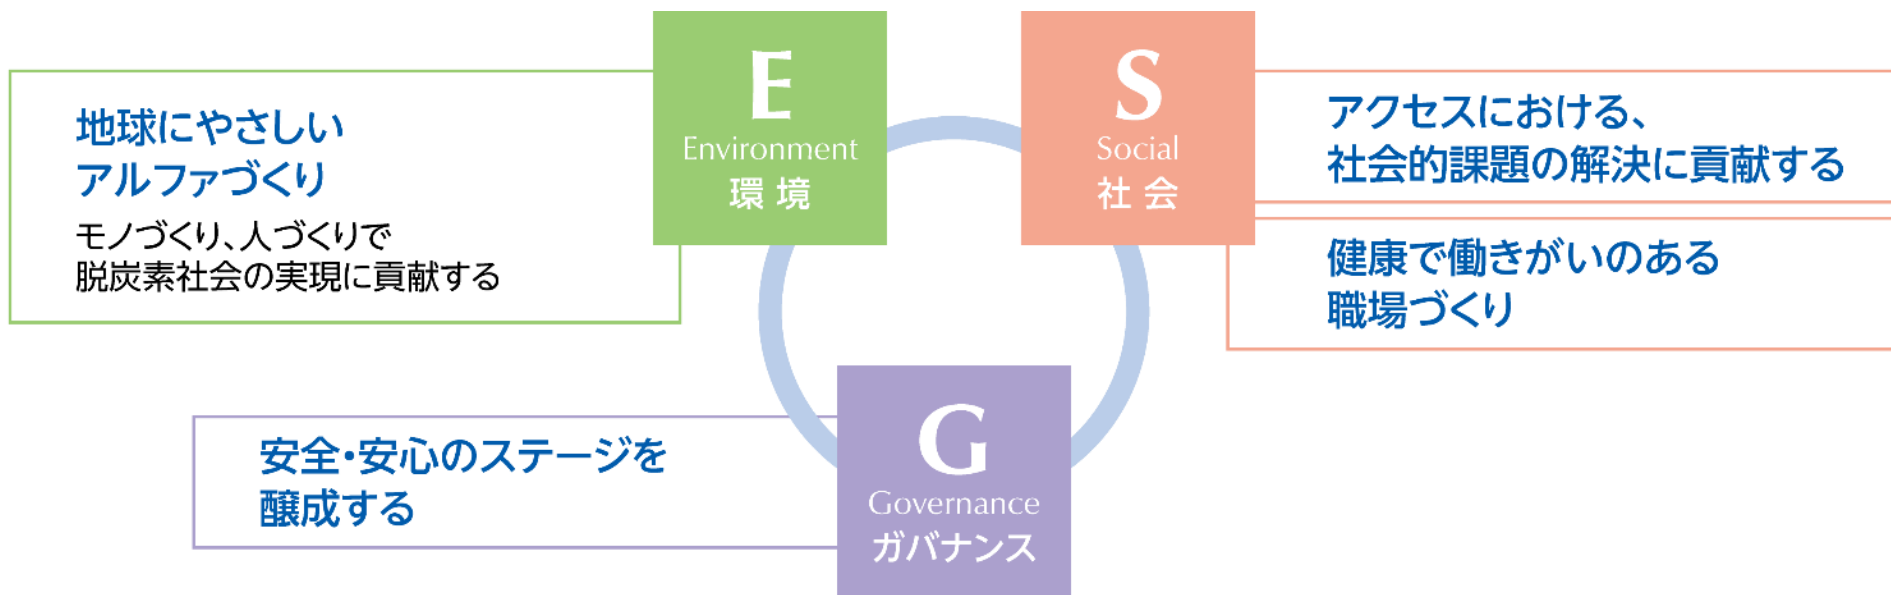 地球にやさしい
アルファづくり
モノづくり、人づくりで
脱炭素社会の実現に貢献する
E
Environment
環境
S
Social
社会
アクセスにおける、
社会的課題の解決に貢献する
健康で働きがいのある
職場づくり
安全・安心のステージを
醸成する
G
Governance
ガバナンス